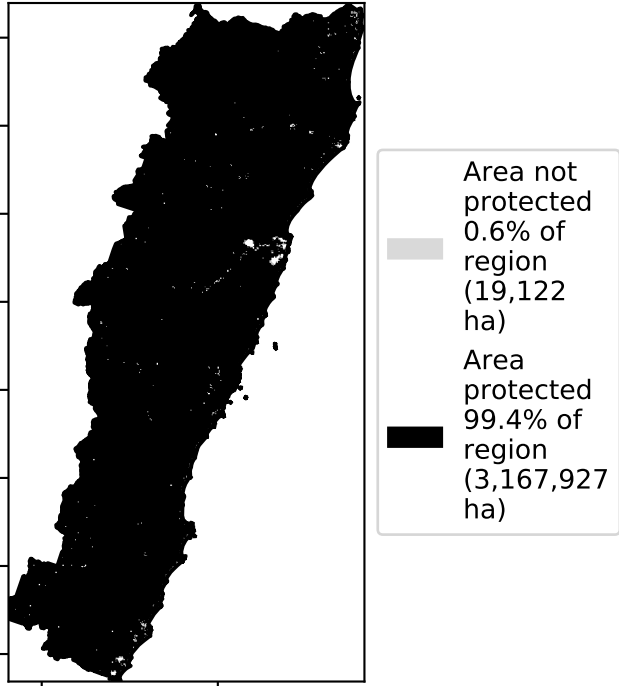 Area not
protected
0.6% of
region
(19,122
ha)
Area
protected
99.4% of
region
(3,167,927
ha)